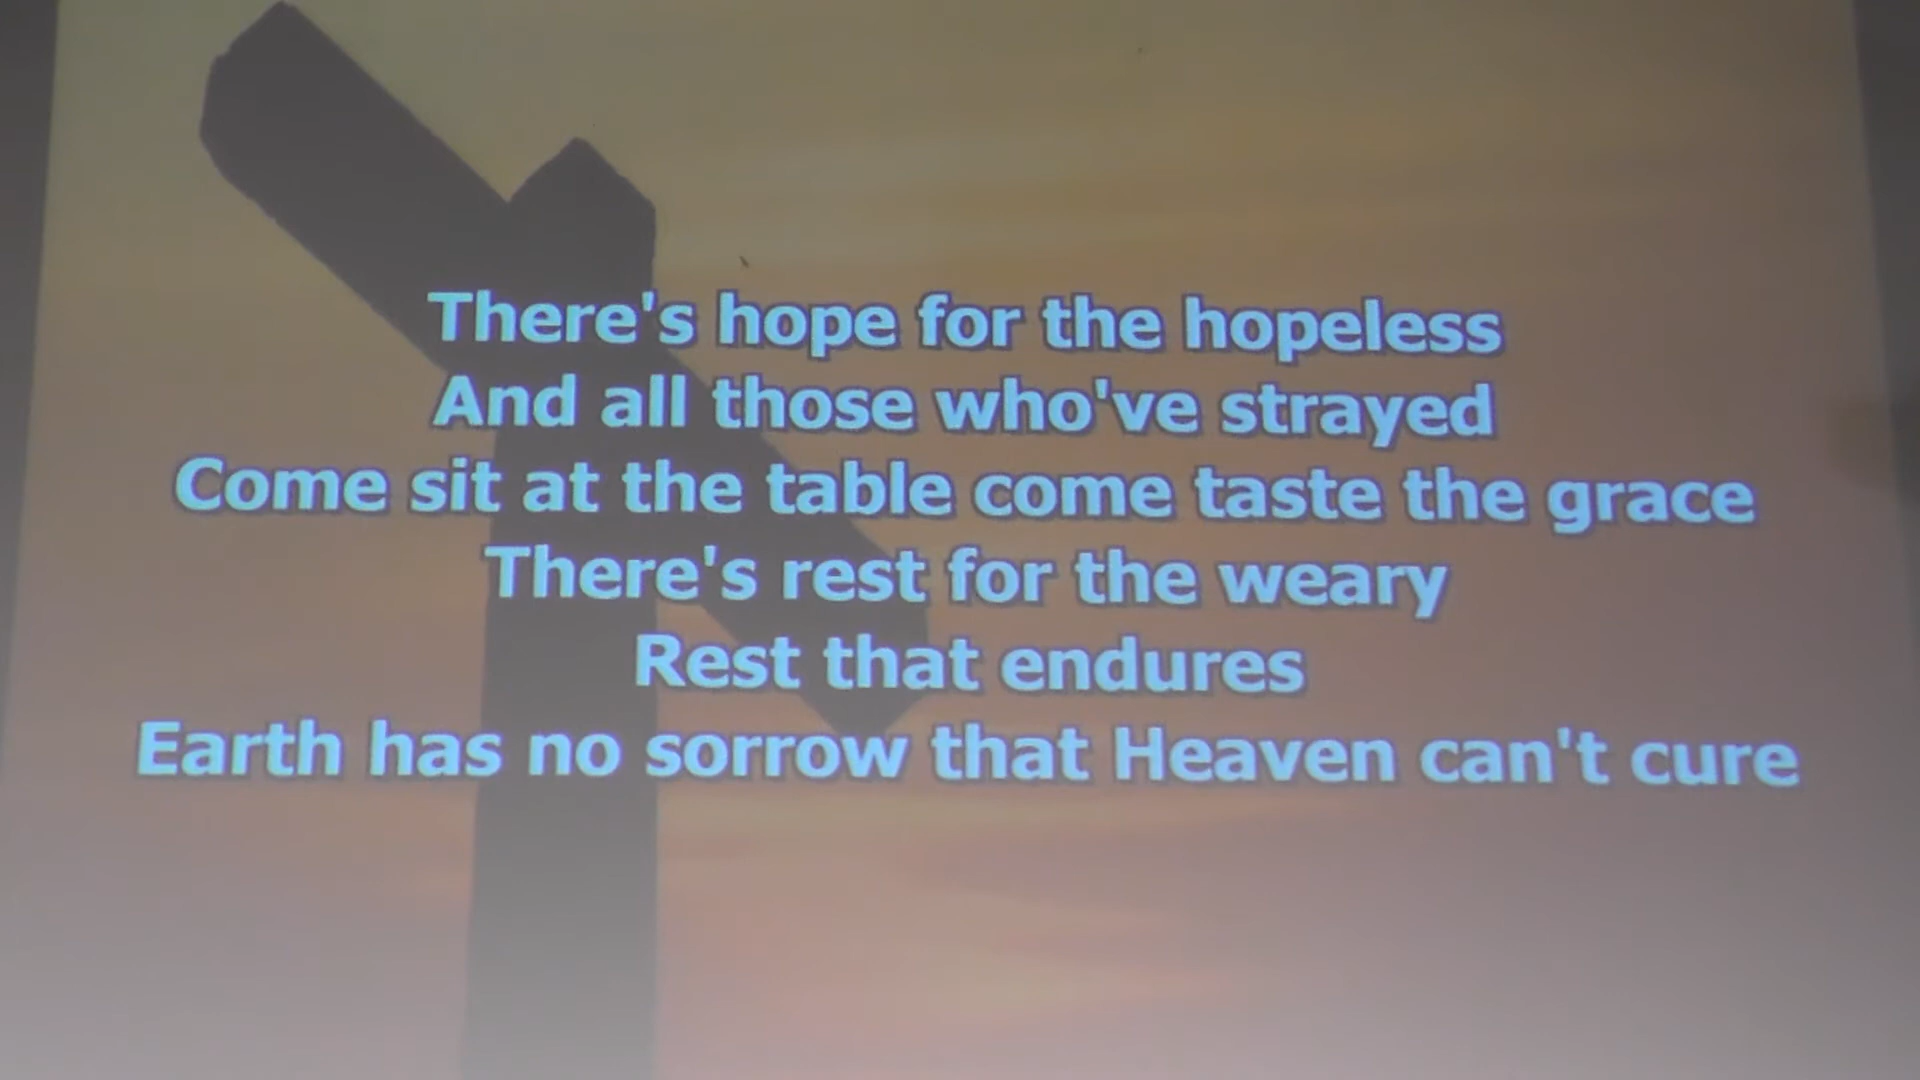 There's hope for the hopeless
And all those who've strayed
Come sit at the table come taste the grace
There's rest for the weary
Rest that endures
Earth has no sorrow that Heaven can't cure